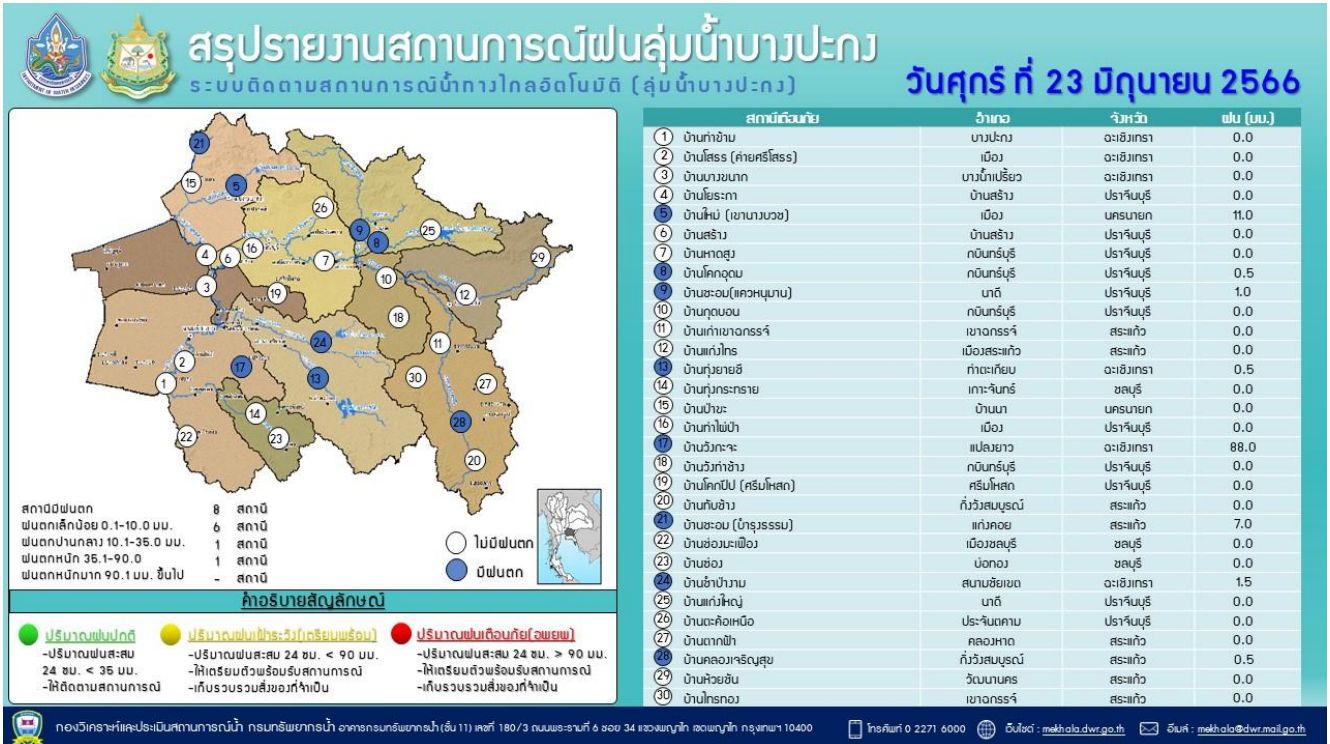 สรุปรายงานสถานการณ์ฝนลุ่มน้ำบางปะกง
ระบบติดตามสถานการณ์น้ำทางไกลอัตโนมัติ (ลุ่มน้ำบางปะกง)
วันศุกร์ ที่ 23 มิถุนายน 2566
สถานีเตือนภัย อำเภอ จังหวัด ฝน (มม.)
1 บ้านท่าข้าม บางปะกง ฉะเชิงเทรา 0.0
2 บ้านโสธร (ค่ายศรีโสธร) เมือง ฉะเชิงเทรา 0.0
3 บ้านบางขนาก บางน้ำเปรี้ยว ฉะเชิงเทรา 0.0
4 บ้านโยธะกา บ้านสร้าง ปราจีนบุรี 0.0
5 บ้านใหม่ (เขานางบวช) เมือง นครนายก 11.0
6 บ้านสร้าง บ้านสร้าง ปราจีนบุรี 0.0
7 บ้านหาดสูง กบินทร์บุรี ปราจีนบุรี 0.0
8 บ้านโคกอุดม กบินทร์บุรี ปราจีนบุรี 0.5
9 บ้านซะอม(แควหนุมาน) นาดี ปราจีนบุรี 1.0
10 บ้านกุดบอน กบินทร์บุรี ปราจีนบุรี 0.0
11 บ้านเก่าเขาฉกรรจ์ เขาฉกรรจ์ สระแก้ว 0.0
12 บ้านแก่งไทร เมืองสระแก้ว สระแก้ว 0.0
13 บ้านทุ่งยายชี ท่าตะเกียบ ฉะเชิงเทรา 0.5
14 บ้านทุ่งกระทราย เกาะจันทร์ ชลบุรี 0.0
15 บ้านป่าขะ บ้านนา นครนายก 0.0
16 บ้านท่าไผ่ป่า เมือง ปราจีนบุรี 0.0
17 บ้านวังกะจะ แปลงยาว ฉะเชิงเทรา 88.0
18 บ้านวังท่าช้าง กบินทร์บุรี ปราจีนบุรี 0.0
19 บ้านโคกปีป (ศรีมโหสถ) ศรีมโหสถ ปราจีนบุรี 0.0
20 บ้านทับช้าง กิ่งวังสมบูรณ์ สระแก้ว 0.0
21 บ้านซะอม (บำรุงธรรม) แก่งคอย สระแก้ว 7.0
22 บ้านซ่องมะเฟือง เมืองชลบุรี ชลบุรี 0.0
23 บ้านซ่อง บ่อทอง ชลบุรี 0.0
24 บ้านชำป่างาม สนามชัยเขต ฉะเชิงเทรา 1.5
25 บ้านแก่งใหญ่ นาดี ปราจีนบุรี 0.0
26 บ้านตะค้อเหนือ ประจันตคาม ปราจีนบุรี 0.0
27 บ้านตากฟ้า คลองหาด สระแก้ว 0.0
28 บ้านคลองเจริญสุข กิ่งวังสมบูรณ์ สระแก้ว 0.5
29 บ้านห้วยชัน วัฒนานคร สระแก้ว 0.0
30 บ้านไทรทอง เขาฉกรรจ์ สระแก้ว 0.0
สถานีมีฝนตก 8 สถานี
ฝนตกเล็กน้อย 0.1-10.0 มม. 6 สถานี
ฝนตกปานกลาง 10.1-35.0 มม. 1 สถานี
ฝนตกหนัก 35.1-90.0 1 สถานี
ฝนตกหนักมาก 90.1 มม. ขึ้นไป - สถานี
ไม่มีฝนตก
มีฝนตก
คำอธิบายสัญลักษณ์
ปริมาณฝนปกติ
-ปริมาณฝนสะสม
24 ชม. < 35 มม.
-ให้ติดตามสถานการณ์
ปริมาณฝนเฝ้าระวัง(เตรียมพร้อม)
-ปริมาณฝนสะสม 24 ชม. < 90 มม.
-ให้เตรียมตัวพร้อมรับสถานการณ์
-เก็บรวบรวมสิ่งของที่จำเป็น
ปริมาณฝนเตือนภัย(อพยพ)
-ปริมาณฝนสะสม 24 ชม. > 90 มม.
-ให้เตรียมตัวพร้อมรับสถานการณ์
-เก็บรวบรวมสิ่งของที่จำเป็น
กองวิเคราะห์และประเมินสถานการณ์น้ำ กรมทรัพยากรน้ำ อาคารกรมทรัพยากรน้ำ (ชั้น 11) เลขที่ 180/3 ถนนพระรามที่ 6 ซอย 34 แขวงพญาไท เขตพญาไท กรุงเทพฯ 10400 โทรศัพท์ 0 2271 6000 เว็บไซต์ : mekhala.dwr.go.th อีเมล์ : mekhala@dwr.mail.go.th